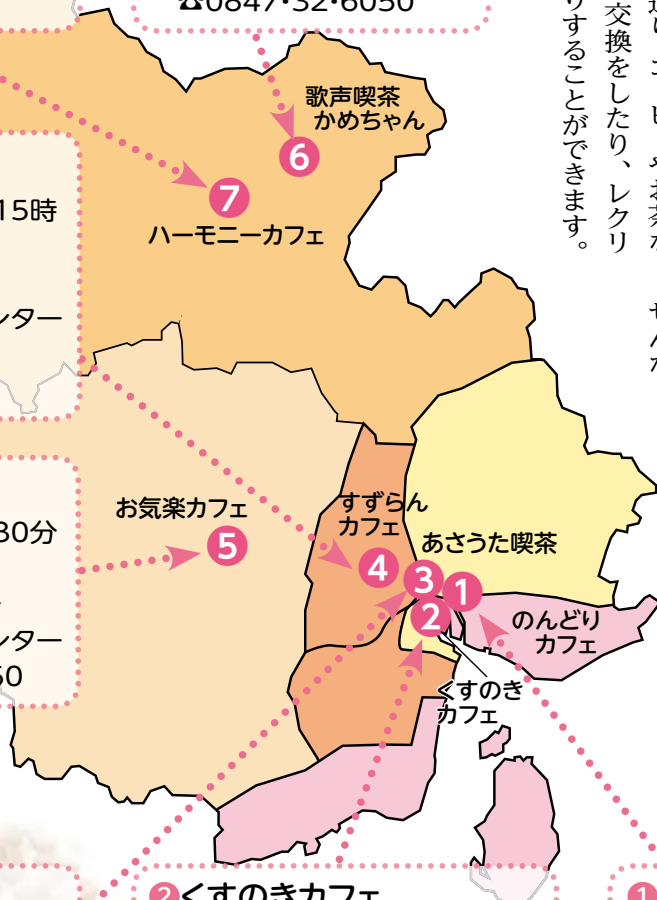 ☎0847・32・6050
交換をしたり、レクリ
りすることができます。
15時
ンター
30分
ンター
50
歌声喫茶
かめちゃん
6
7
ハーモニーカフェ
お気楽カフェ
5
すずらん
カフェ
4
あさうた喫茶
3
1
2
のんどり
カフェ
くすのき
カフェ
2くすのきカフェ
1